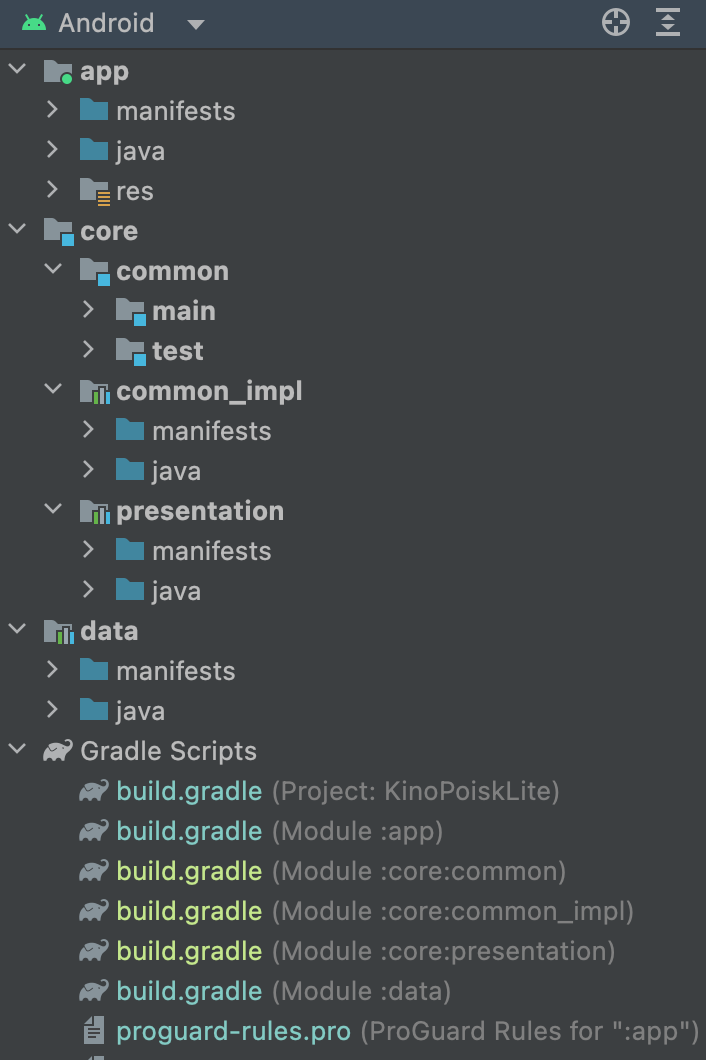 Android
app
manifests
java
res
core
common
main
test
common_impl
manifests
java
presentation
manifests
java
data
manifests
java
Gradle Scripts
build.gradle (Project: KinoPoiskLite)
build.gradle (Module :app)
build.gradle (Module :core:common)
build.gradle (Module :core:common_impl)
build.gradle (Module :core:presentation)
build.gradle (Module :data)
proguard-rules.pro (ProGuard Rules for ":app")